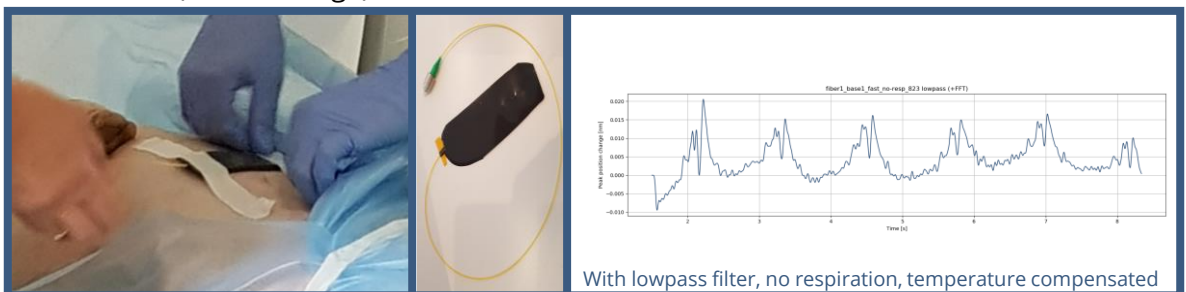 fiber1_base1_fast_no-resp_823 lowpass (+FFT)
Peak position change [nm]
0.020
0.015
0.010
0.005
0.000
−0.005
−0.010
2 3 4 5 6 7 8
Time [s]
With lowpass filter, no respiration, temperature compensated